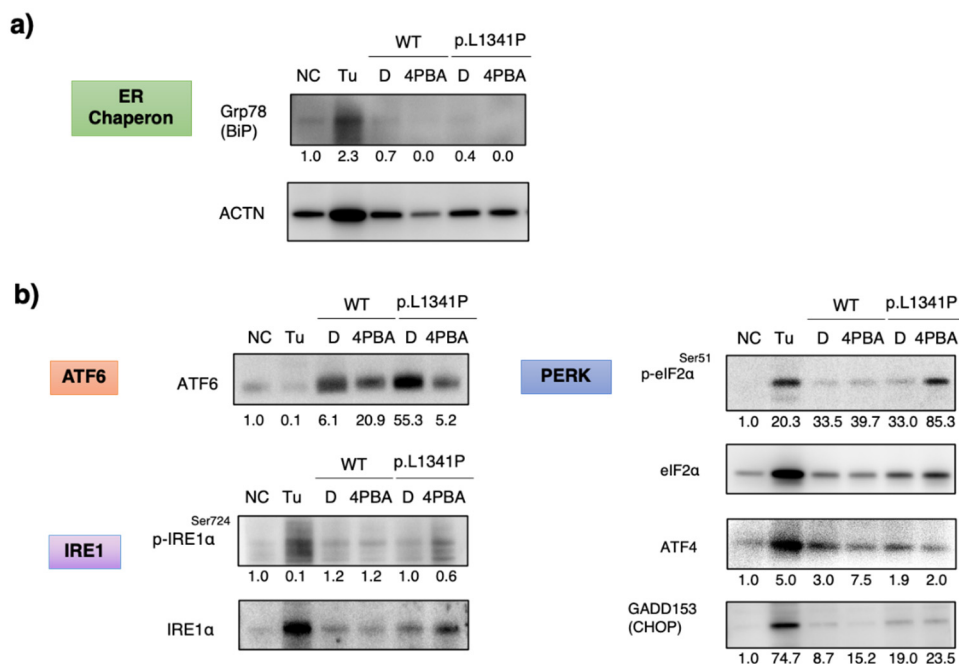 a)
WT p.L1341P
NC Tu D 4PBA D 4PBA
ER
Chaperon
Grp78
(BiP)
1.0 2.3 0.7 0.0 0.4 0.0
ACTN
b)
WT p.L1341P
NC Tu D 4PBA D 4PBA
ATF6
ATF6
1.0 0.1 6.1 20.9 55.3 5.2
WT p.L1341P
NC Tu D 4PBA D 4PBA
IRE1
Ser724
p-IRE1α
1.0 0.1 1.2 1.2 1.0 0.6
IRE1α
WT p.L1341P
NC Tu D 4PBA D 4PBA
PERK
Ser51
p-eIF2α
1.0 20.3 33.5 39.7 33.0 85.3
eIF2α
ATF4
1.0 5.0 3.0 7.5 1.9 2.0
GADD153
(CHOP)
1.0 74.7 8.7 15.2 19.0 23.5